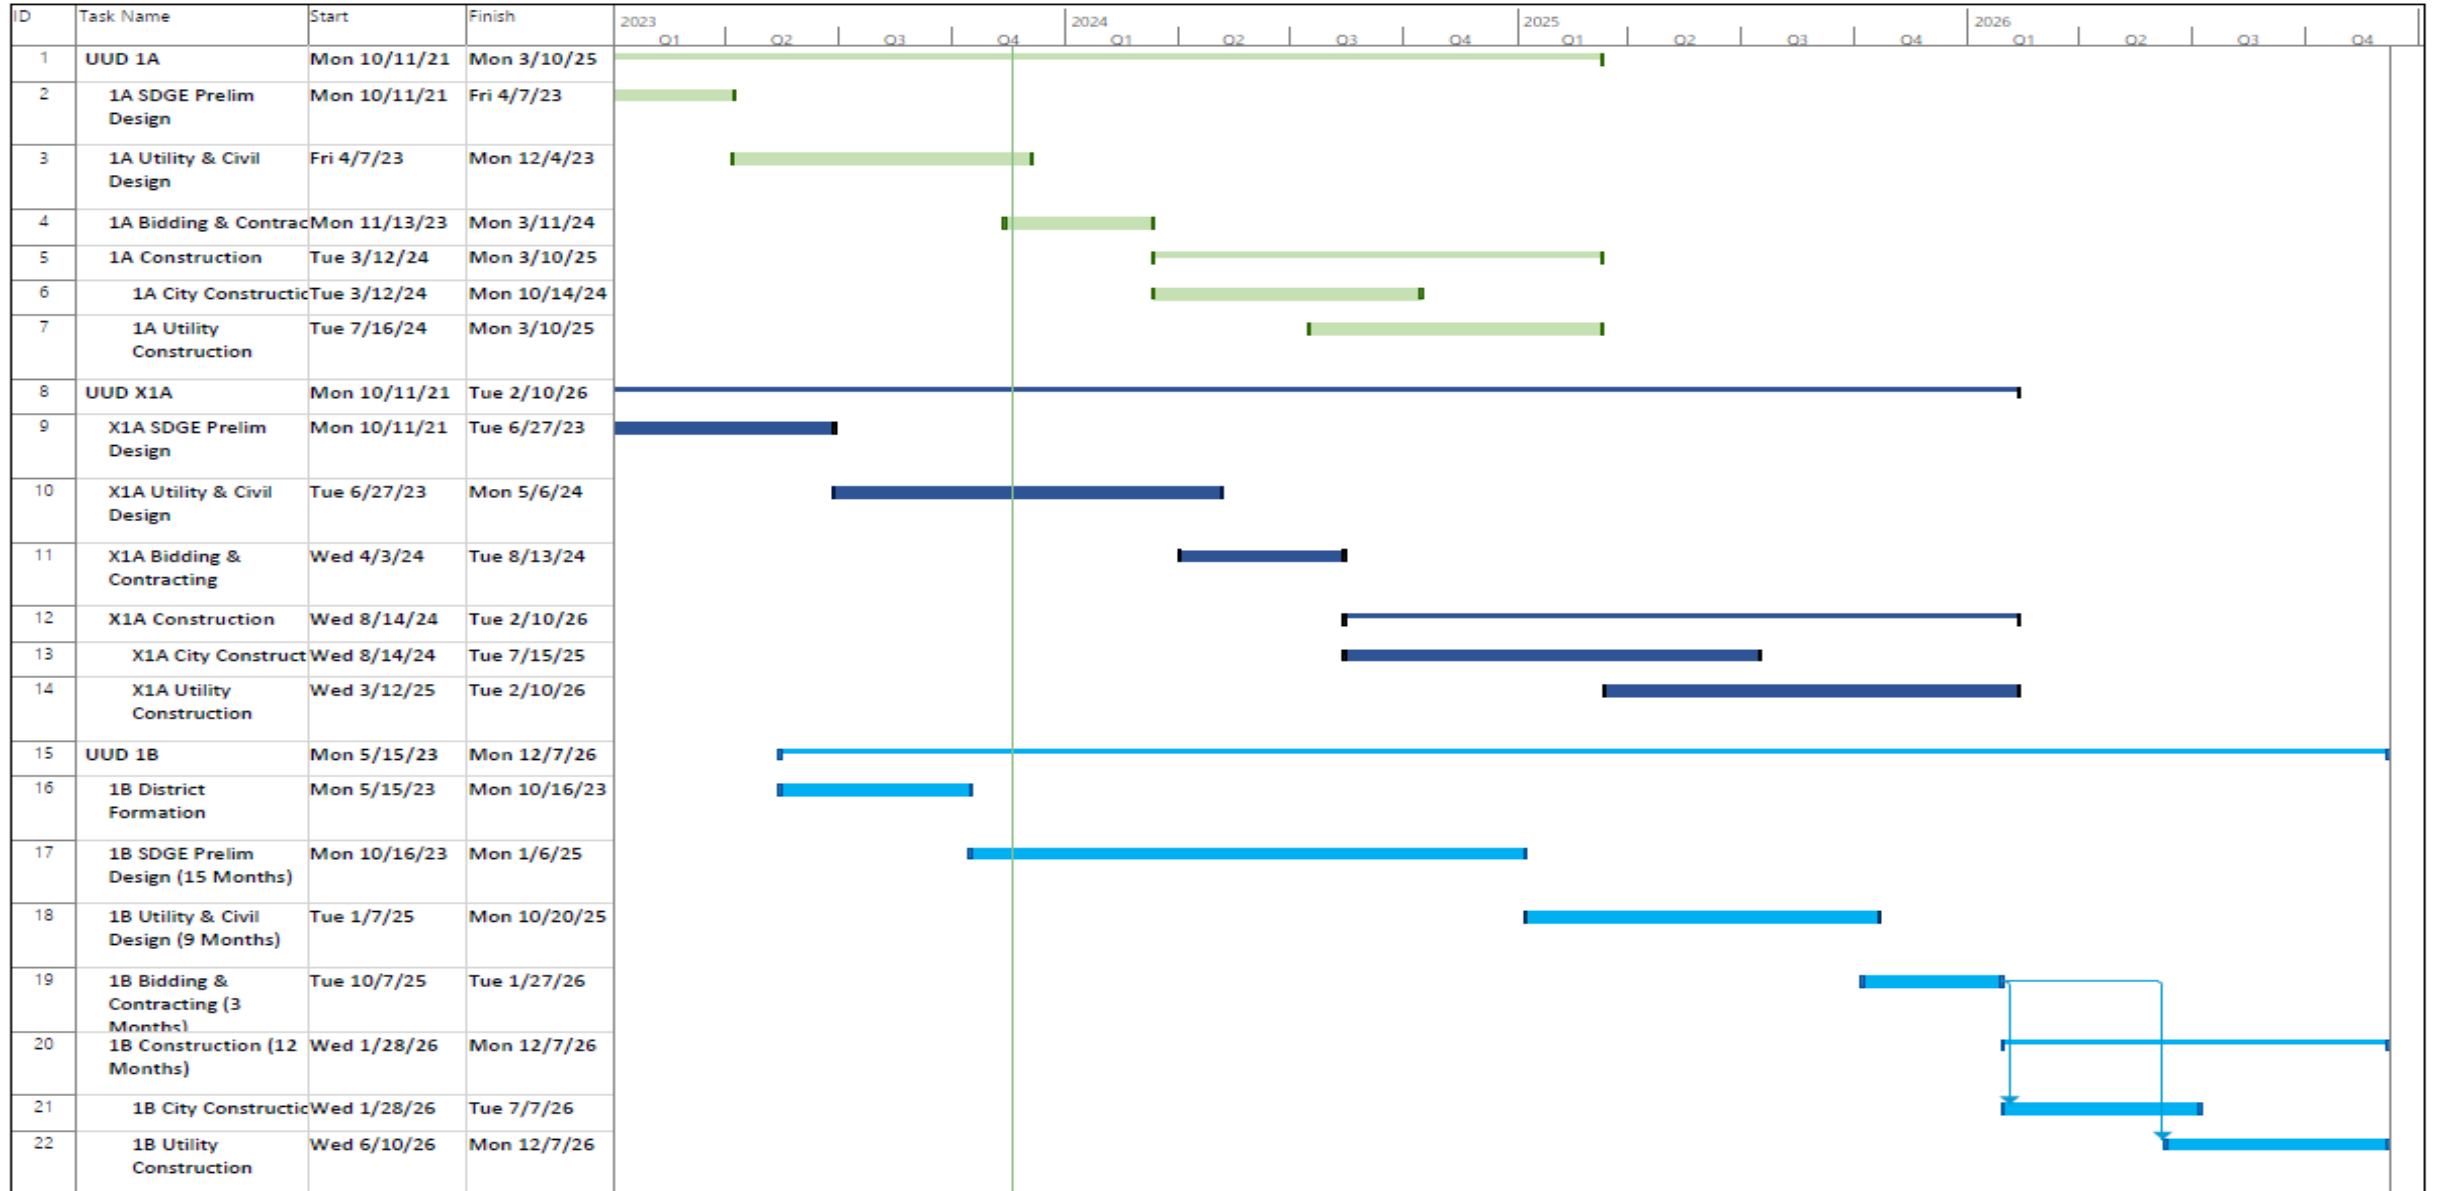 ID Task Name Start Finish 2023 2024 2025 2026
Q1 Q2 Q3 Q4 Q1 Q2 Q3 Q4 Q1 Q2 Q3 Q4 Q1 Q2 Q3 Q4
1 UUD 1A Mon 10/11/21 Mon 3/10/25
2 1A SDGE Prelim Mon 10/11/21 Fri 4/7/23
Design
3 1A Utility & Civil Fri 4/7/23 Mon 12/4/23
Design
4 1A Bidding & Contrac Mon 11/13/23 Mon 3/11/24
5 1A Construction Tue 3/12/24 Mon 3/10/25
6 1A City Constructic Tue 3/12/24 Mon 10/14/24
7 1A Utility Tue 7/16/24 Mon 3/10/25
Construction
8 UUD X1A Mon 10/11/21 Tue 2/10/26
9 X1A SDGE Prelim Mon 10/11/21 Tue 6/27/23
Design
10 X1A Utility & Civil Tue 6/27/23 Mon 5/6/24
Design
11 X1A Bidding & Wed 4/3/24 Tue 8/13/24
Contracting
12 X1A Construction Wed 8/14/24 Tue 2/10/26
13 X1A City Construct Wed 8/14/24 Tue 7/15/25
14 X1A Utility Wed 3/12/25 Tue 2/10/26
Construction
15 UUD 1B Mon 5/15/23 Mon 12/7/26
16 1B District Mon 5/15/23 Mon 10/16/23
Formation
17 1B SDGE Prelim Mon 10/16/23 Mon 1/6/25
Design (15 Months)
18 1B Utility & Civil Tue 1/7/25 Mon 10/20/25
Design (9 Months)
19 1B Bidding & Tue 10/7/25 Tue 1/27/26
Contracting (3
Months)
20 1B Construction (12 Wed 1/28/26 Mon 12/7/26
Months)
21 1B City Constructic Wed 1/28/26 Tue 7/7/26
22 1B Utility Wed 6/10/26 Mon 12/7/26
Construction